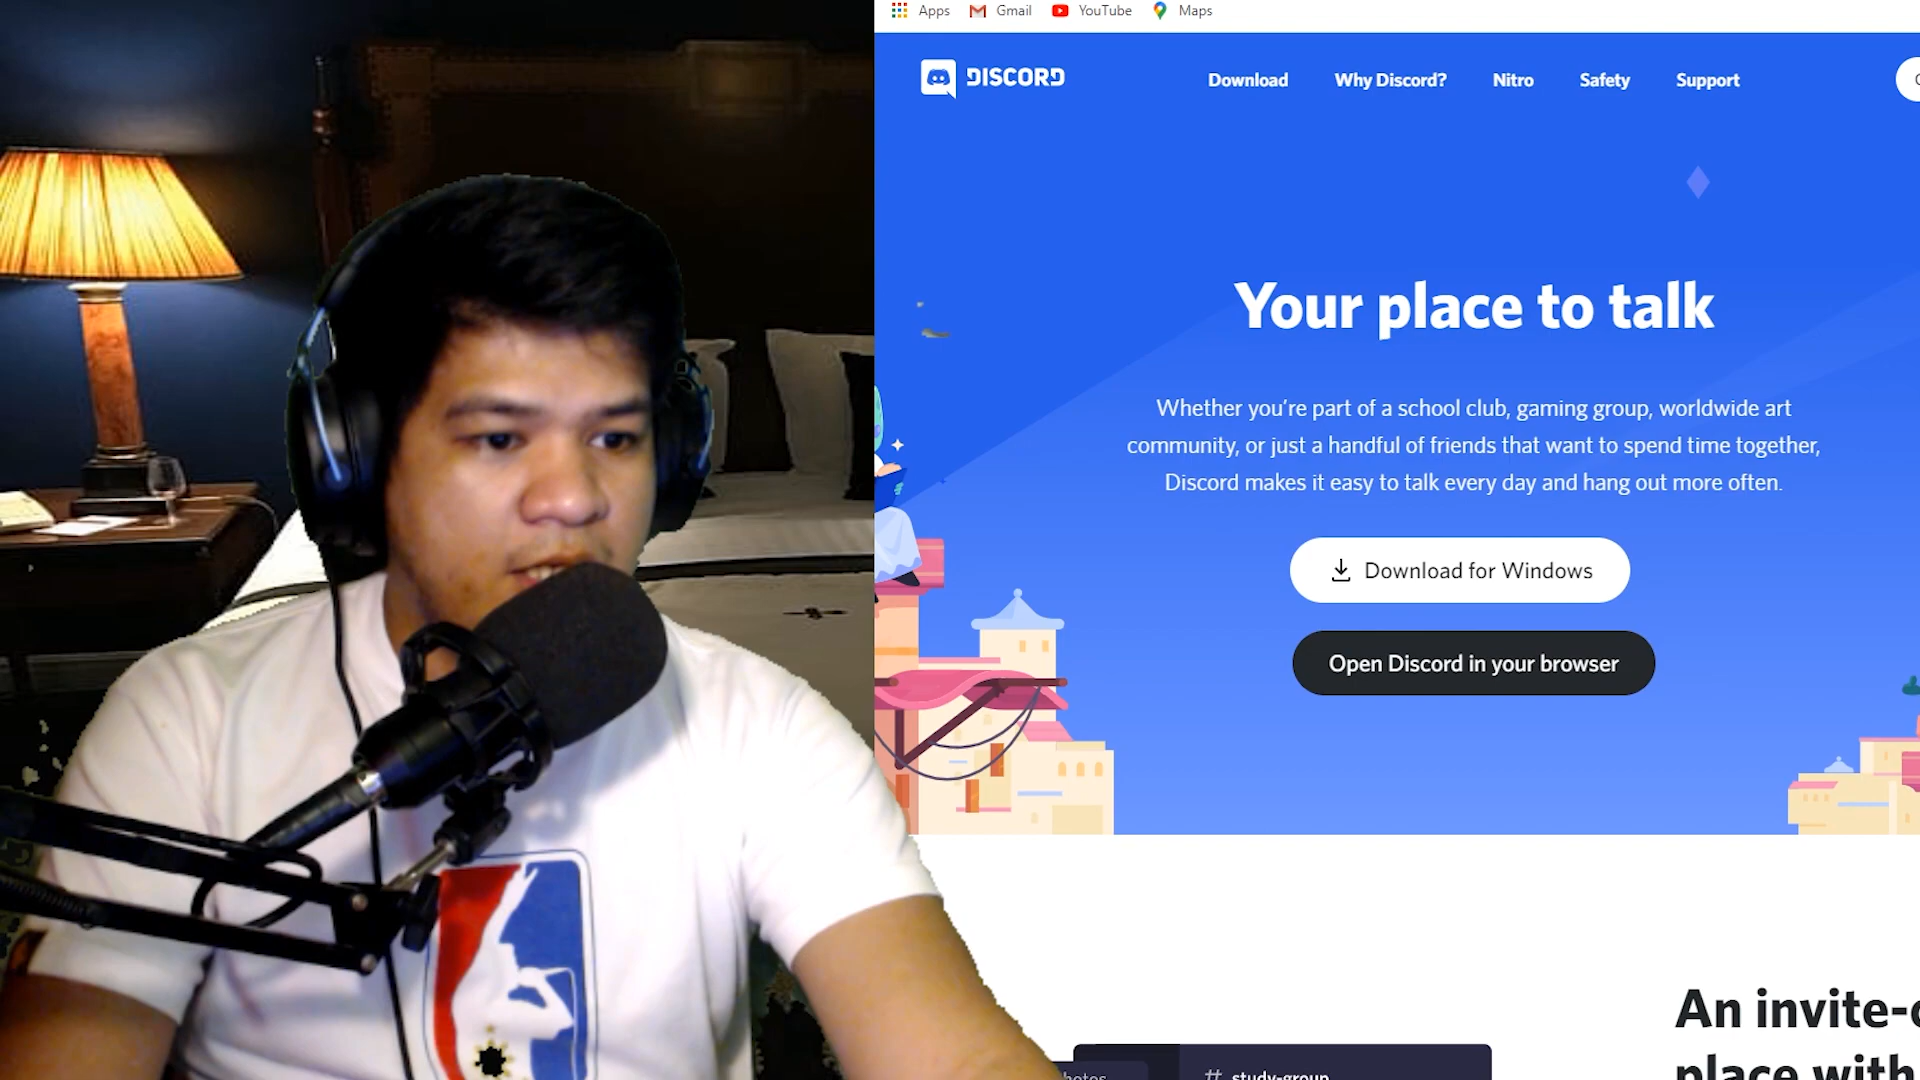 Apps Gmail YouTube Maps
DISCORD Download Why Discord? Nitro Safety Support
Your place to talk
Whether you're part of a school club, gaming group, worldwide art
community, or just a handful of friends that want to spend time together,
Discord makes it easy to talk every day and hang out more often.
Download for Windows
Open Discord in your browser
An invite-
place with
# study-group